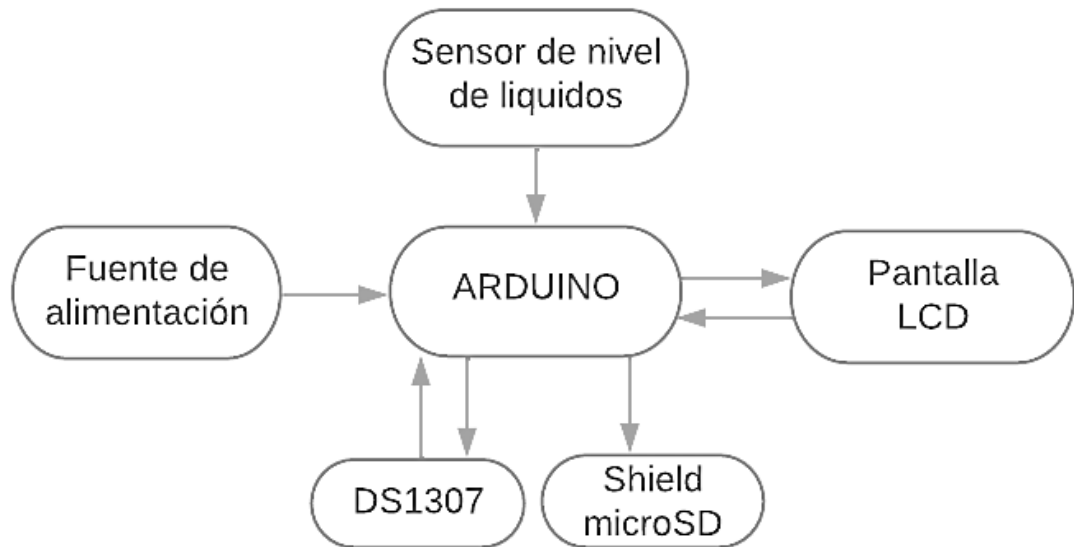 Sensor de nivel
de liquidos
Fuente de
alimentación
ARDUINO
Pantalla
LCD
DS1307
Shield
microSD